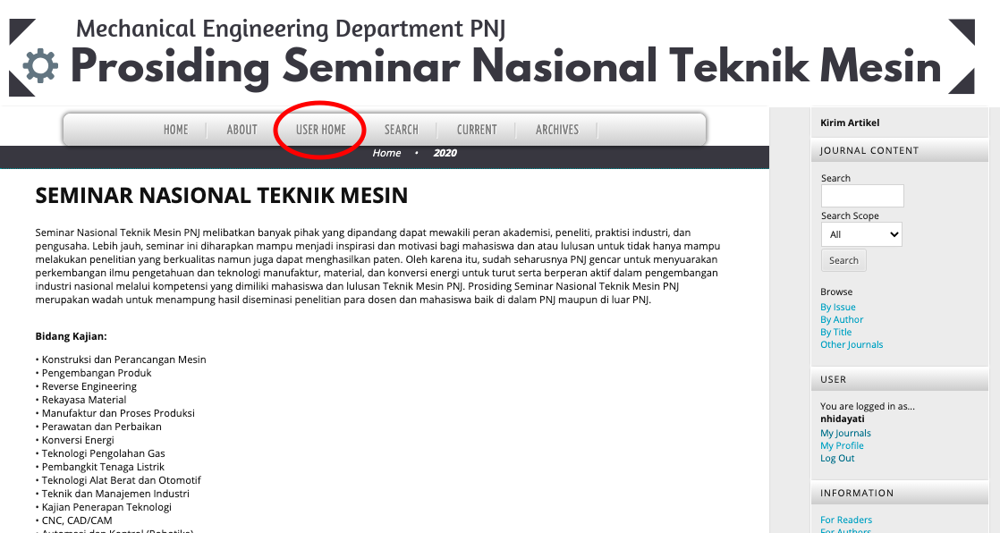 Mechanical Engineering Department PNJ
Prosiding Seminar Nasional Teknik Mesin
HOME ABOUT USER HOME SEARCH CURRENT ARCHIVES
Home • 2020
SEMINAR NASIONAL TEKNIK MESIN
Seminar Nasional Teknik Mesin PNJ melibatkan banyak pihak yang dipandang dapat mewakili peran akademisi, peneliti, praktisi industri, dan
pengusaha. Lebih jauh, seminar ini diharapkan mampu menjadi inspirasi dan motivasi bagi mahasiswa dan atau lulusan untuk tidak hanya mampu
melakukan penelitian yang berkualitas namun juga dapat menghasilkan paten. Oleh karena itu, sudah seharusnya PNJ gencar untuk menyuarakan
perkembangan ilmu pengetahuan dan teknologi manufaktur, material, dan konversi energi untuk turut serta berperan aktif dalam pengembangan
industri nasional melalui kompetensi yang dimiliki mahasiswa dan lulusan Teknik Mesin PNJ. Prosiding Seminar Nasional Teknik Mesin PNJ
merupakan wadah untuk menampung hasil diseminasi penelitian para dosen dan mahasiswa baik di dalam PNJ maupun di luar PNJ.
Bidang Kajian:
• Konstruksi dan Perancangan Mesin
• Pengembangan Produk
• Reverse Engineering
• Rekayasa Material
• Manufaktur dan Proses Produksi
• Perawatan dan Perbaikan
• Konversi Energi
• Teknologi Pengolahan Gas
• Pembangkit Tenaga Listrik
• Teknologi Alat Berat dan Otomotif
• Teknik dan Manajemen Industri
• Kajian Penerapan Teknologi
• CNC, CAD/CAM
• Automasi dan Kontrol (Robotika)
Kirim Artikel
JOURNAL CONTENT
Search
Search Scope
All
Search
Browse
By Issue
By Author
By Title
Other Journals
USER
You are logged in as...
nhidayati
My Journals
My Profile
Log Out
INFORMATION
For Readers
For Authors